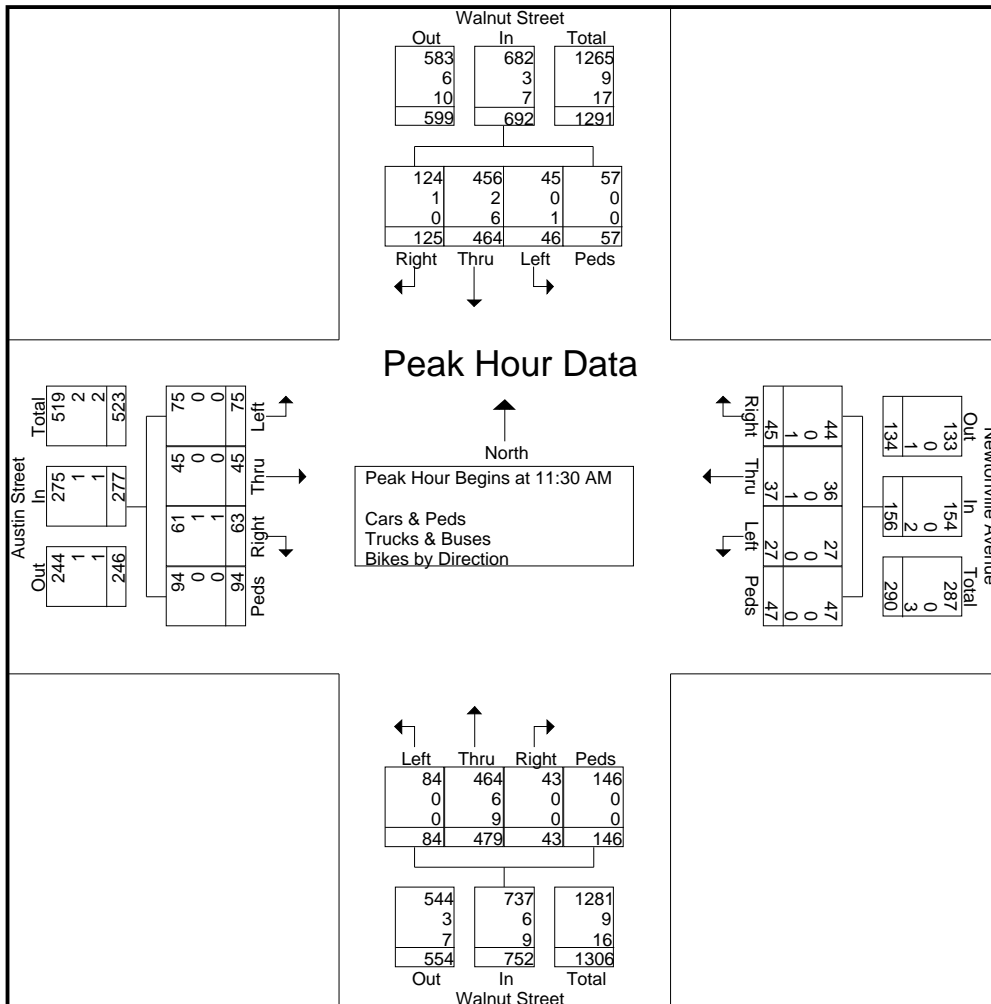 Walnut Street
Out In Total
583 682 1265
6 3 9
10 7 17
599 692 1291
124 456 45 57
1 2 0 0
0 6 1 0
125 464 46 57
Right Thru Left Peds
Peak Hour Data
Austin Street
Total
519 2 2 523
In
275 1 1 277
Out
244 1 1 246
75 0 0 75
Left
45 0 0 45
Thru
61 1 1 63
Right
94 0 0 94
Peds
North
Peak Hour Begins at 11:30 AM
Cars & Peds
Trucks & Buses
Bikes by Direction
Right
44 0 1 45
Thru
36 0 1 37
Left
27 0 0 27
Peds
47 0 0 47
Newtonville Avenue
Out
133 0 1 134
In
154 0 2 156
Total
287 0 3 290
Left Thru Right Peds
84 464 43 146
0 6 0 0
0 9 0 0
84 479 43 146
544 737 1281
3 6 9
7 9 16
554 752 1306
Out In Total
Walnut Street